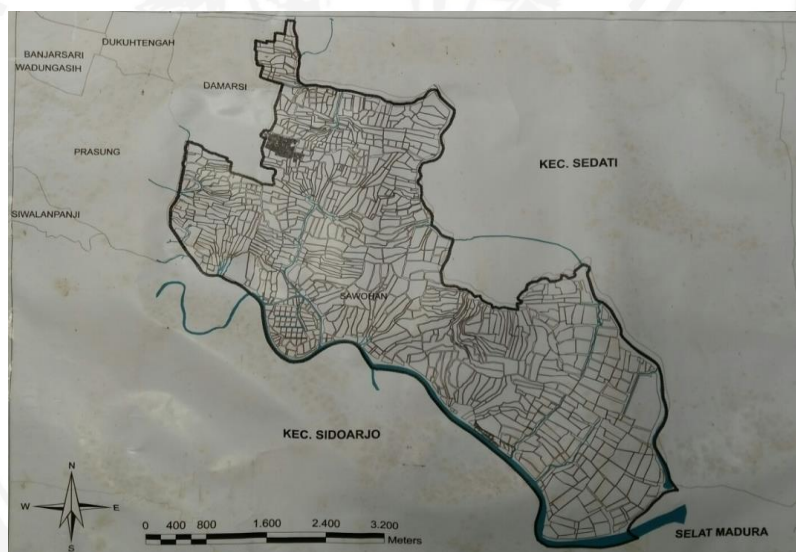 DUKUHTENGAH
BANJARSARI
WADUNGASIH
DAMARSI
PRASUNG
KEC. SEDATI
SIWALANPANJI
SAWOHAN
KEC. SIDOARJO
N
W E
S
0 400 800 1.600 2.400 3.200
Meters
SELAT MADURA